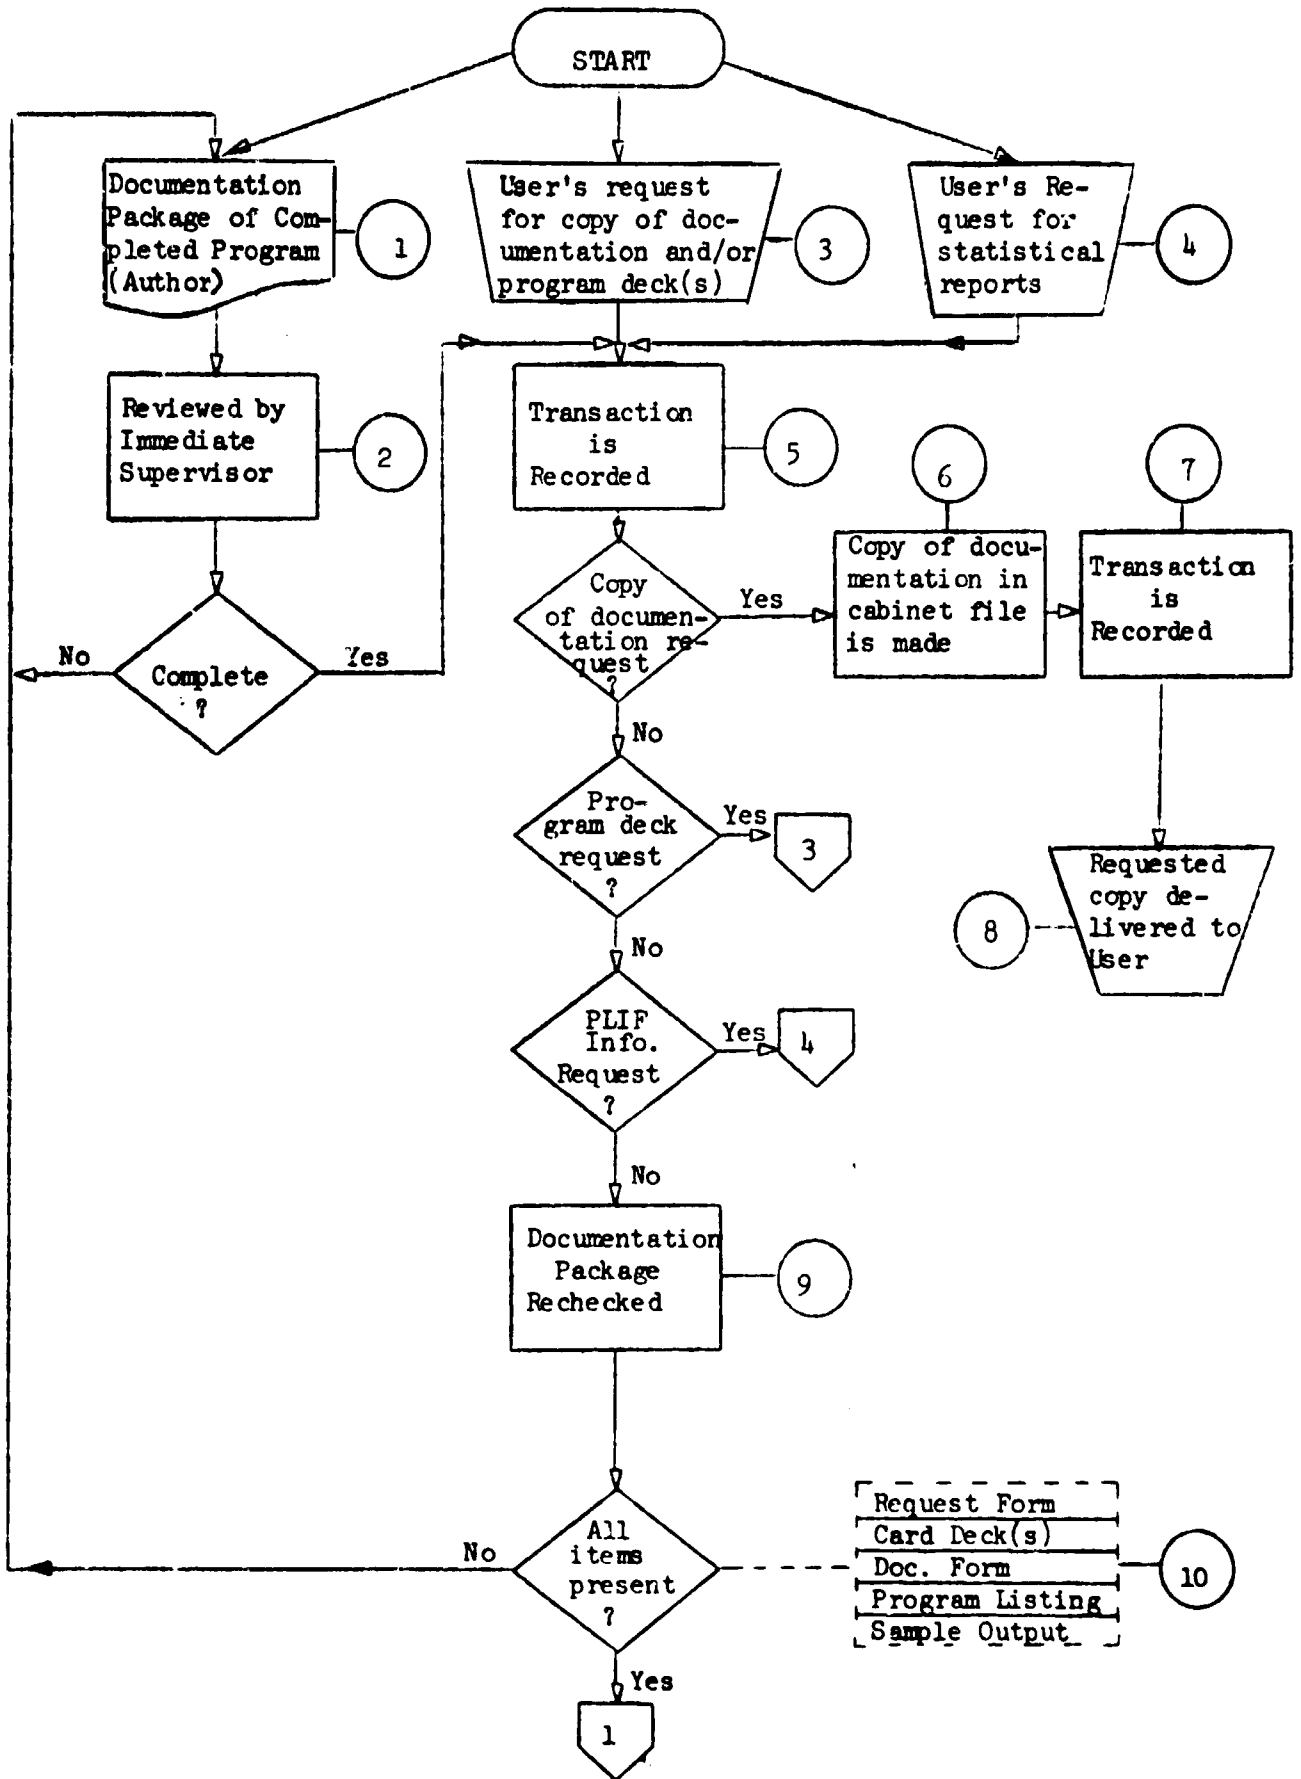 START
Documentation
Package of Com-
pleted Program
(Author)
1
User's request
for copy of doc-
umentation and/or
program deck(s)
3
User's Re-
quest for
statistical
reports
4
Reviewed by
Immediate
Supervisor
2
Transaction
is
Recorded
5
6
7
Copy of docu-
mentation in
cabinet file
is made
Transaction
is
Recorded
Copy
of documen-
tation re-
quest
?
Yes
No
Complete
?
No
Yes
Pro-
gram deck
request
?
Yes
3
No
Requested
copy de-
livered to
User
8
PLIF
Info.
Request
?
Yes
4
No
Documentation
Package
Rechecked
9
All
items
present
?
No
Request Form
Card Deck(s)
Doc. Form
Program Listing
Sample Output
10
Yes
1